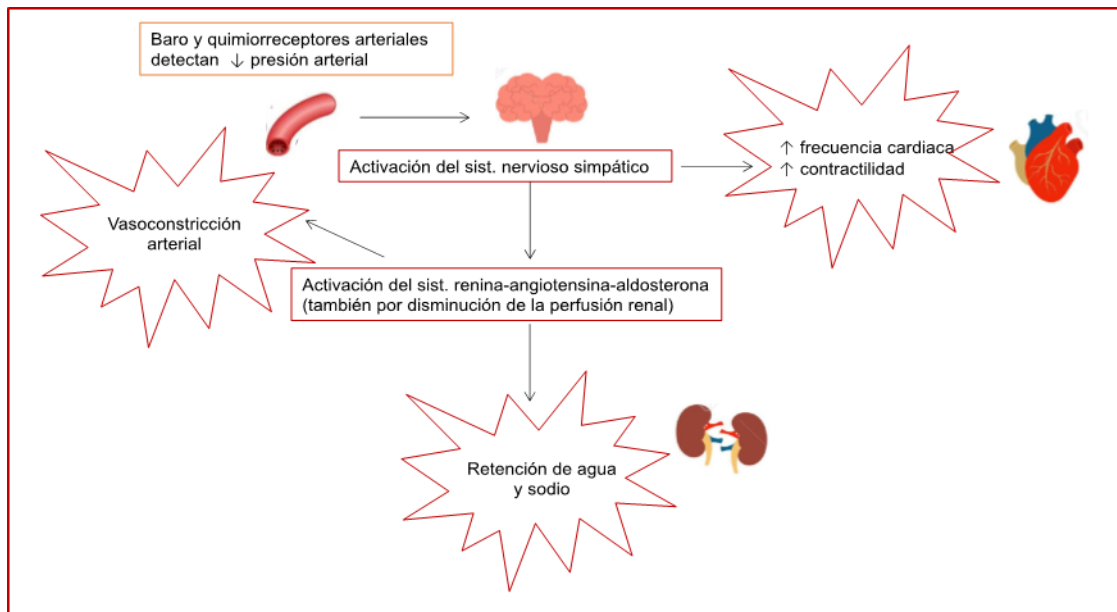 Baro y quimiorreceptores arteriales
detectan ↓ presión arterial
↑ frecuencia cardiaca
↑ contractilidad
Activación del sist. nervioso simpático
Vasoconstricción
arterial
Activación del sist. renina-angiotensina-aldosterona
(también por disminución de la perfusión renal)
Retención de agua
y sodio